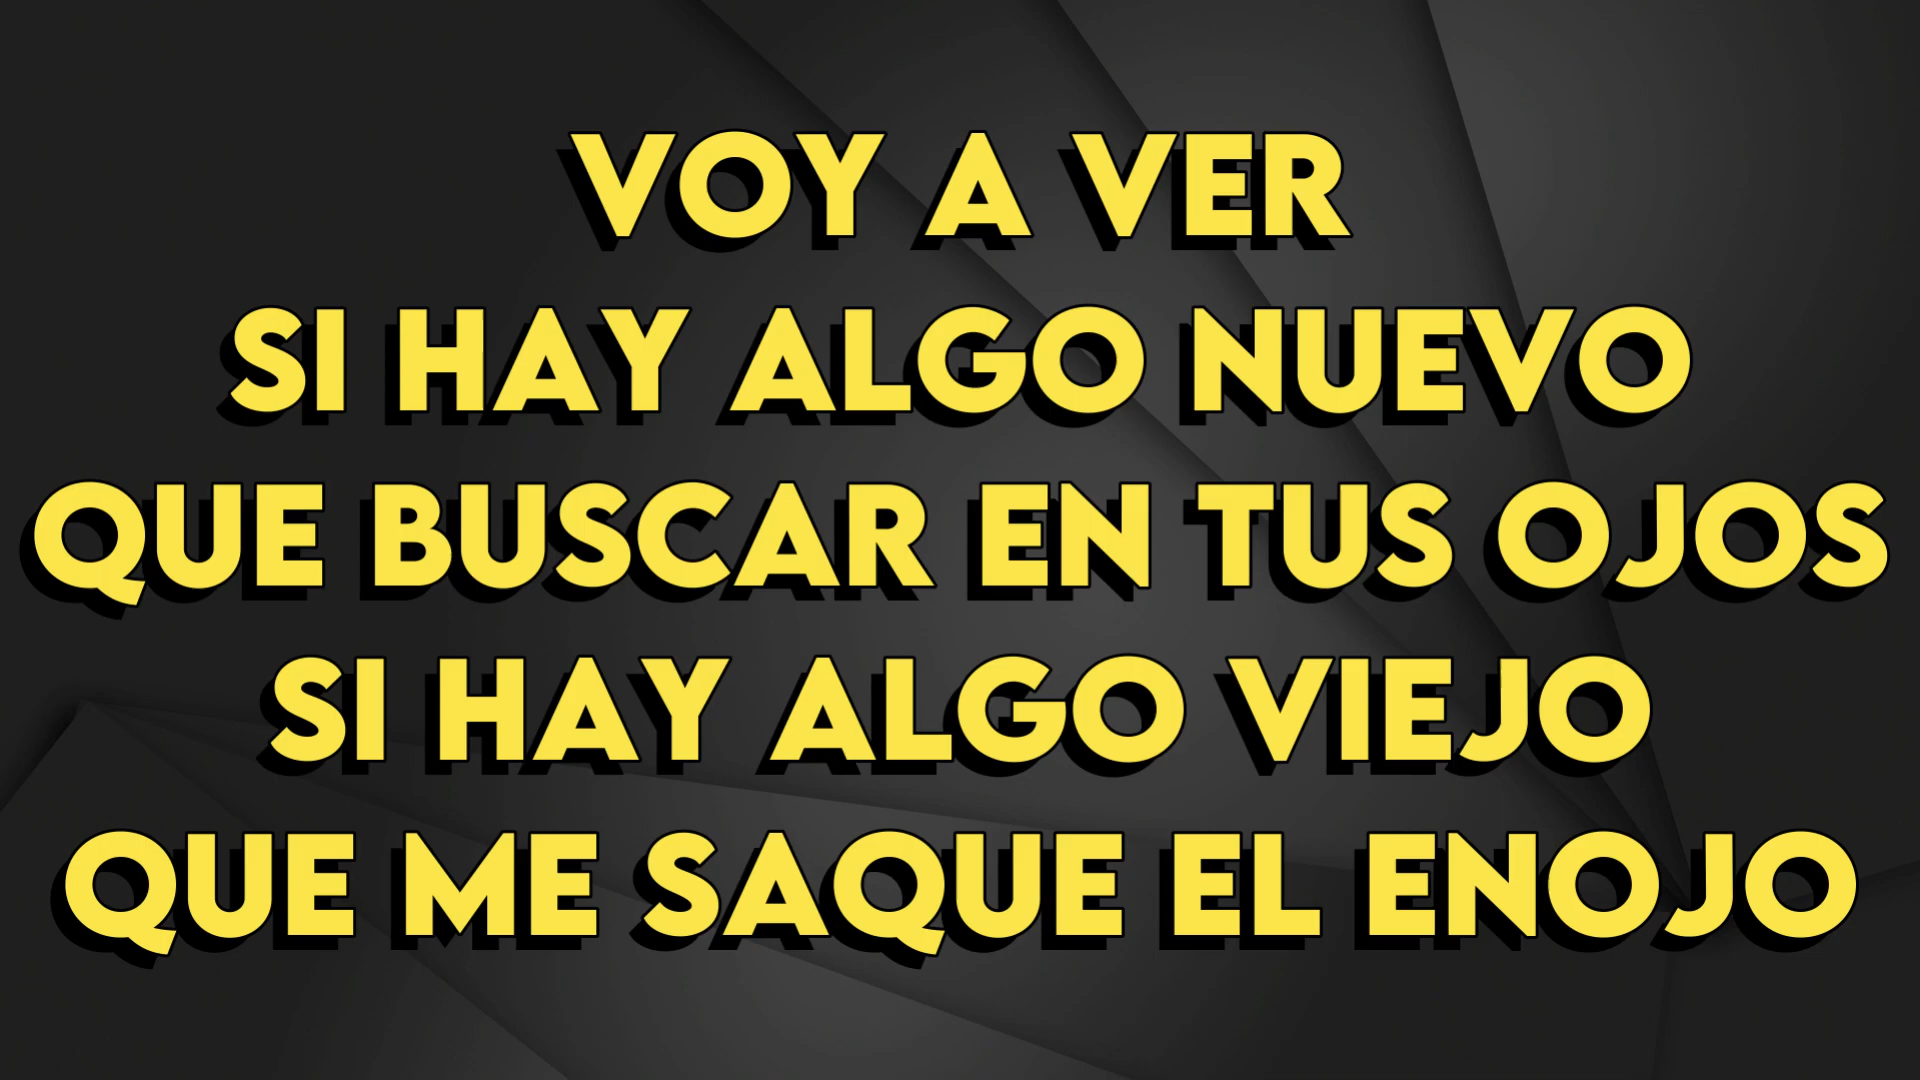 VOY A VER
SI HAY ALGO NUEVO
QUE BUSCAR EN TUS OJOS
SI HAY ALGO VIEJO
QUE ME SAQUE EL ENOJO